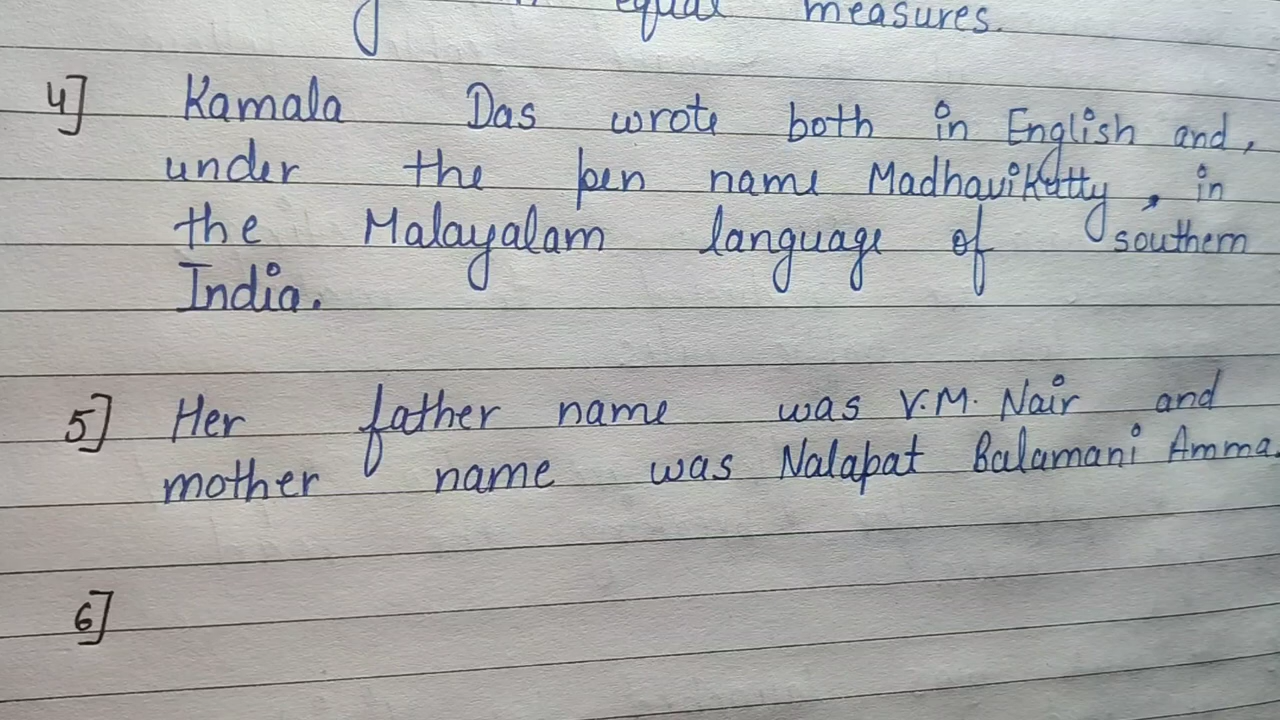 equal measures.
4] Kamala Das wrote both in English and,
under the pen name Madhavikutty, in
the Malayalam language of southern
India.
5] Her father name was V.M. Nair and
mother name was Nalapat Balamani Amma.
6]